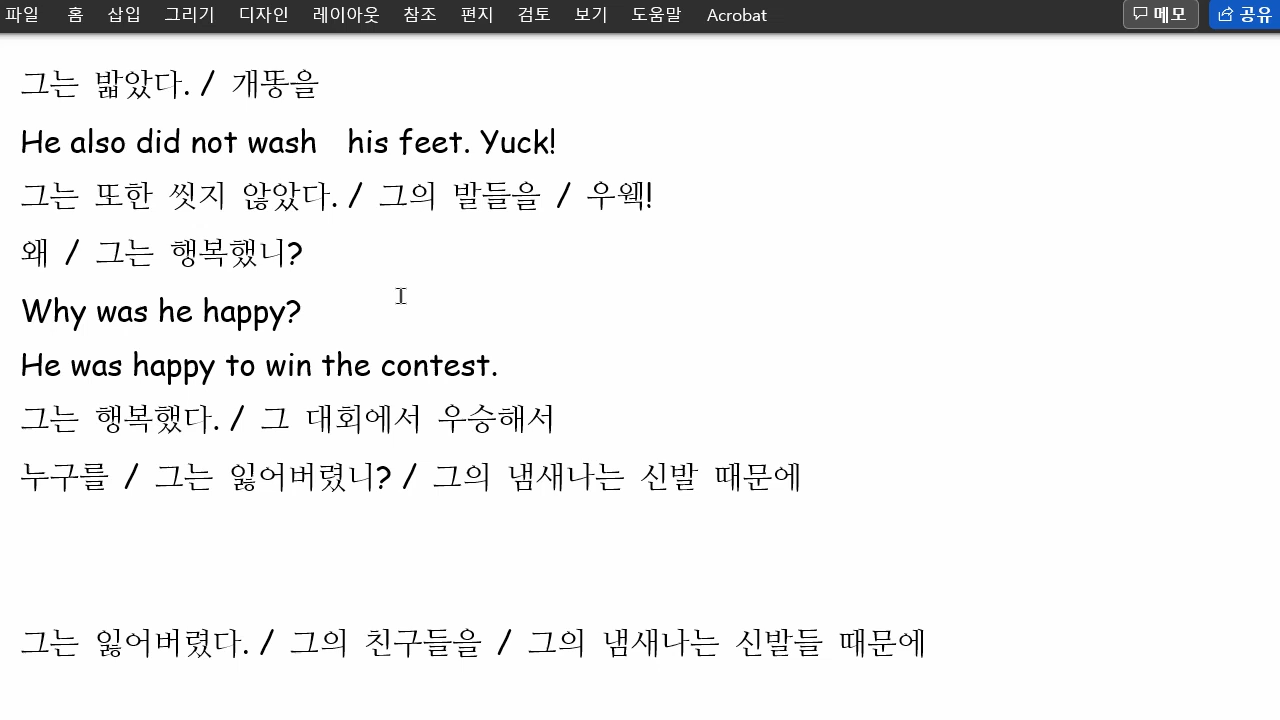 파일 홈 삽입 그리기 디자인 레이아웃 참조 편지 검토 보기 도움말 Acrobat 메모 공유
그는 밟았다. / 개똥을
He also did not wash his feet. Yuck!
그는 또한 씻지 않았다. / 그의 발들을 / 우웩!
왜 / 그는 행복했니?
Why was he happy?
He was happy to win the contest.
그는 행복했다. / 그 대회에서 우승해서
누구를 / 그는 잃어버렸니? / 그의 냄새나는 신발 때문에
그는 잃어버렸다. / 그의 친구들을 / 그의 냄새나는 신발들 때문에